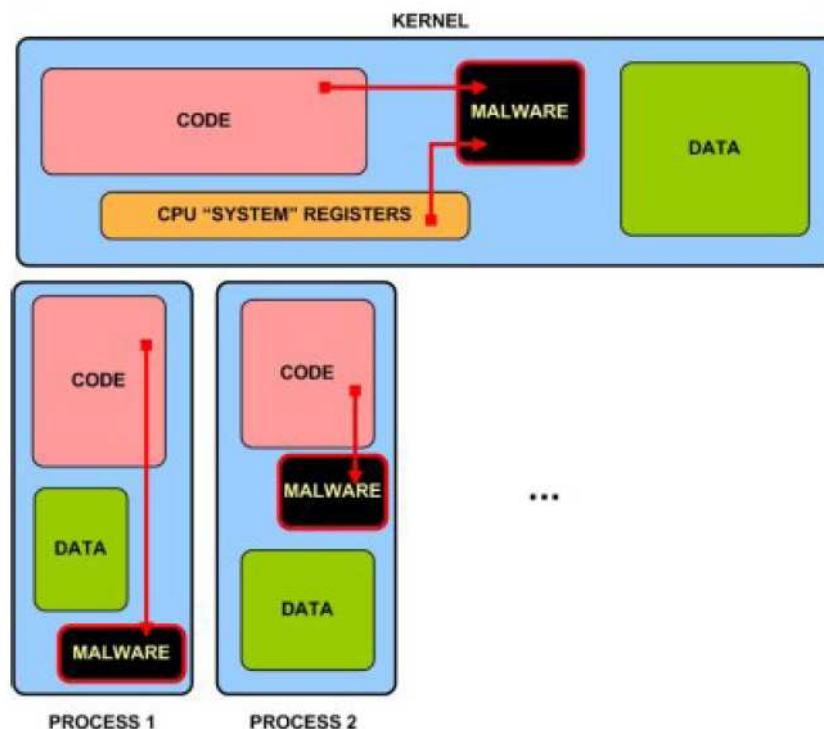 KERNEL
CODE
MALWARE
DATA
CPU “SYSTEM” REGISTERS
CODE
DATA
MALWARE
PROCESS 1
CODE
MALWARE
DATA
PROCESS 2
...